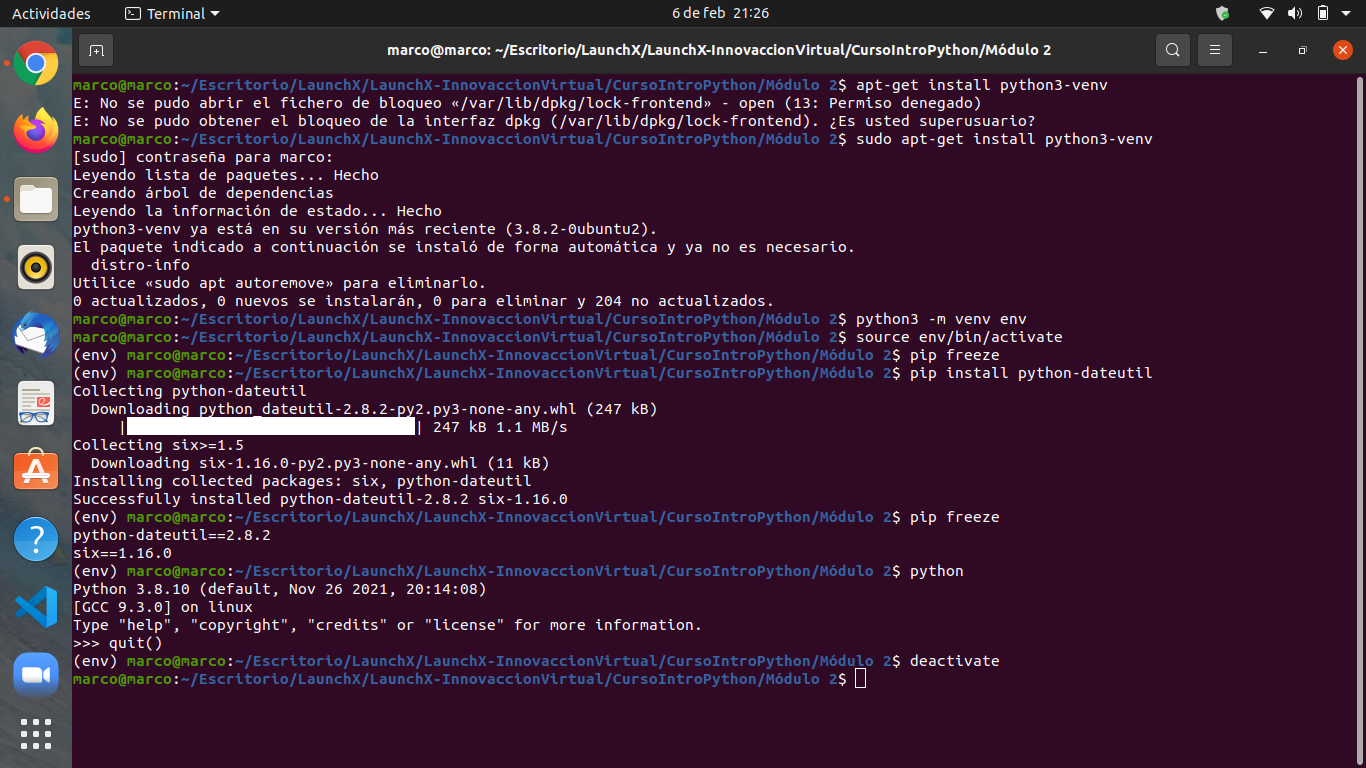 Actividades
Terminal
6 de feb 21:26
marco@marco: ~/Escritorio/LaunchX/LaunchX-InnovaccionVirtual/CursoIntroPython/Módulo 2
marco@marco:~/Escritorio/LaunchX/LaunchX-InnovaccionVirtual/CursoIntroPython/Módulo 2$ apt-get install python3-venv
E: No se pudo abrir el fichero de bloqueo «/var/lib/dpkg/lock-frontend» - open (13: Permiso denegado)
E: No se pudo obtener el bloqueo de la interfaz dpkg (/var/lib/dpkg/lock-frontend). ¿Es usted superusuario?
marco@marco:~/Escritorio/LaunchX/LaunchX-InnovaccionVirtual/CursoIntroPython/Módulo 2$ sudo apt-get install python3-venv
[sudo] contraseña para marco:
Leyendo lista de paquetes... Hecho
Creando árbol de dependencias
Leyendo la información de estado... Hecho
python3-venv ya está en su versión más reciente (3.8.2-0ubuntu2).
El paquete indicado a continuación se instaló de forma automática y ya no es necesario.
  distro-info
Utilice «sudo apt autoremove» para eliminarlo.
0 actualizados, 0 nuevos se instalarán, 0 para eliminar y 204 no actualizados.
marco@marco:~/Escritorio/LaunchX/LaunchX-InnovaccionVirtual/CursoIntroPython/Módulo 2$ python3 -m venv env
marco@marco:~/Escritorio/LaunchX/LaunchX-InnovaccionVirtual/CursoIntroPython/Módulo 2$ source env/bin/activate
(env) marco@marco:~/Escritorio/LaunchX/LaunchX-InnovaccionVirtual/CursoIntroPython/Módulo 2$ pip freeze
(env) marco@marco:~/Escritorio/LaunchX/LaunchX-InnovaccionVirtual/CursoIntroPython/Módulo 2$ pip install python-dateutil
Collecting python-dateutil
  Downloading python_dateutil-2.8.2-py2.py3-none-any.whl (247 kB)
     |████████████████████████████████| 247 kB 1.1 MB/s
Collecting six>=1.5
  Downloading six-1.16.0-py2.py3-none-any.whl (11 kB)
Installing collected packages: six, python-dateutil
Successfully installed python-dateutil-2.8.2 six-1.16.0
(env) marco@marco:~/Escritorio/LaunchX/LaunchX-InnovaccionVirtual/CursoIntroPython/Módulo 2$ pip freeze
python-dateutil==2.8.2
six==1.16.0
(env) marco@marco:~/Escritorio/LaunchX/LaunchX-InnovaccionVirtual/CursoIntroPython/Módulo 2$ python
Python 3.8.10 (default, Nov 26 2021, 20:14:08)
[GCC 9.3.0] on linux
Type "help", "copyright", "credits" or "license" for more information.
>>> quit()
(env) marco@marco:~/Escritorio/LaunchX/LaunchX-InnovaccionVirtual/CursoIntroPython/Módulo 2$ deactivate
marco@marco:~/Escritorio/LaunchX/LaunchX-InnovaccionVirtual/CursoIntroPython/Módulo 2$